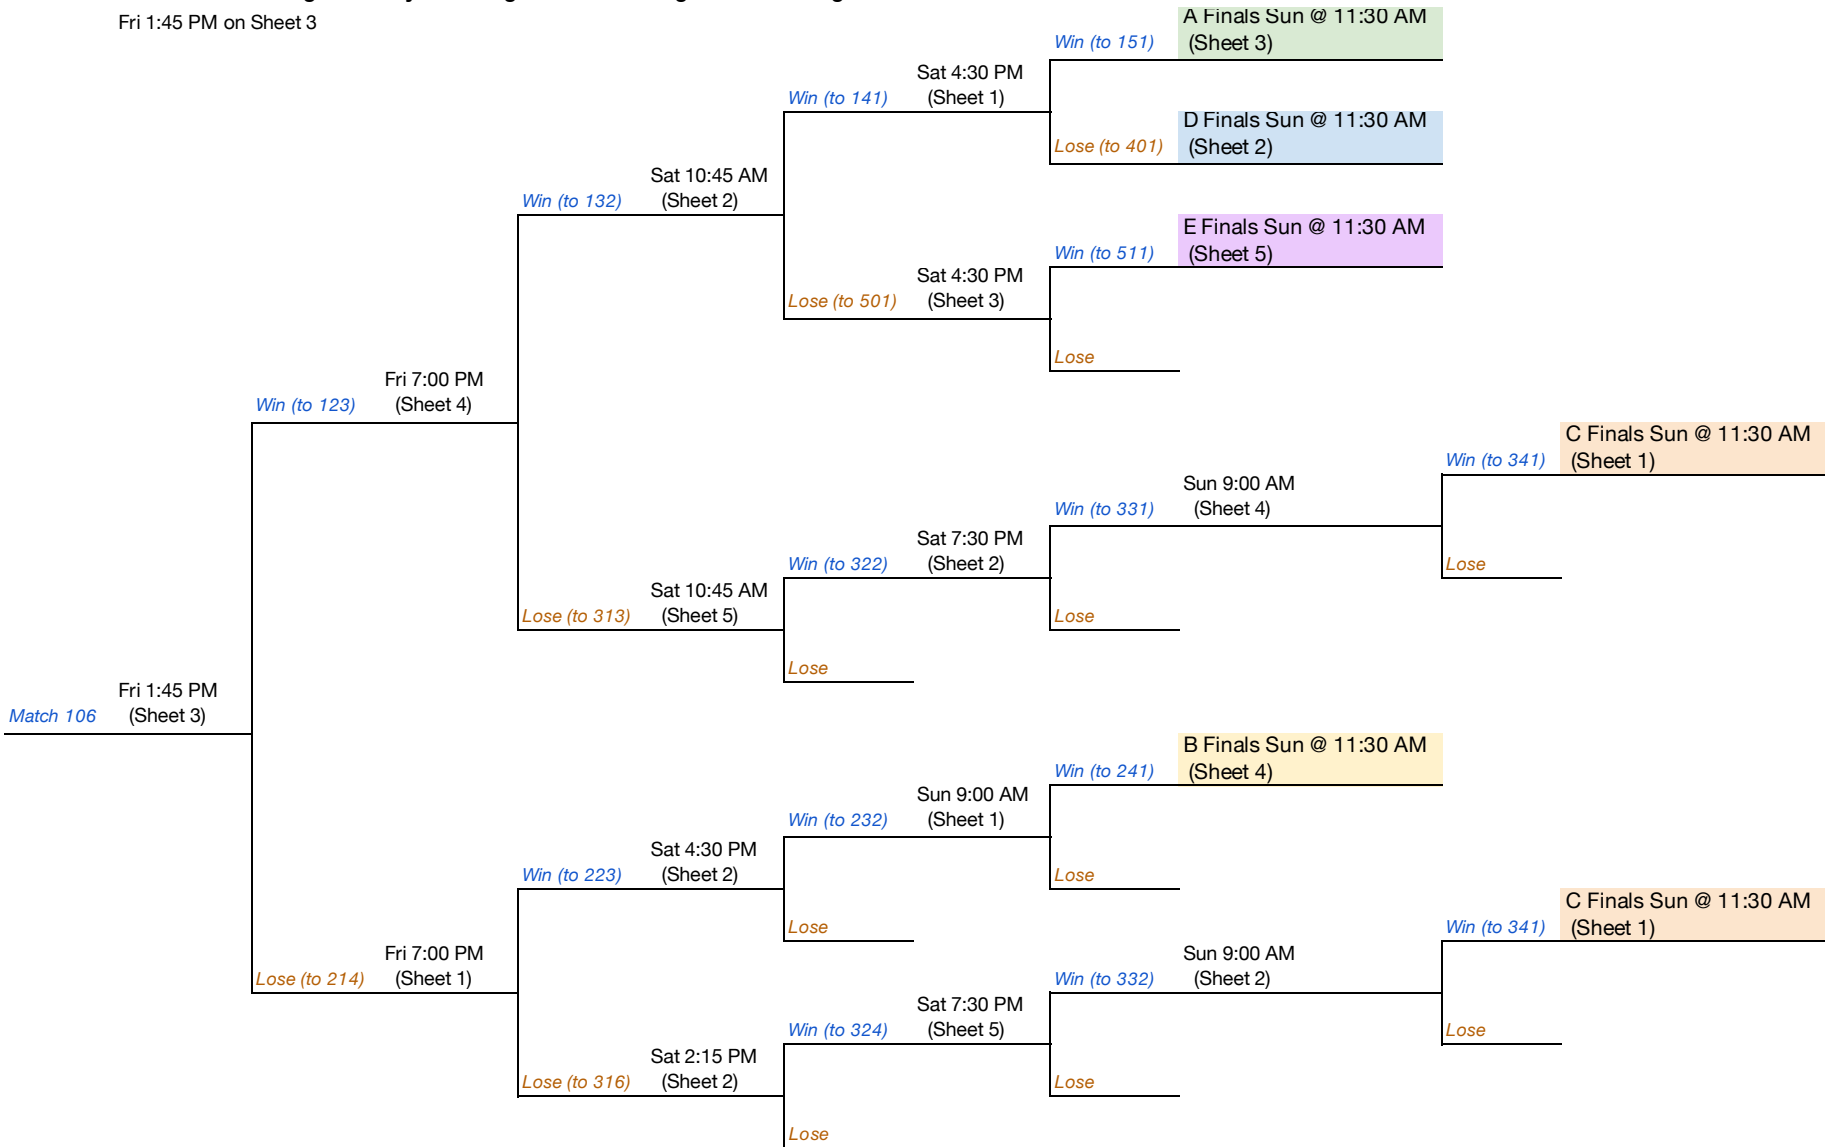 Fri 1:45 PM on Sheet 3
A Finals Sun @ 11:30 AM
Win (to 151) (Sheet 3)
Sat 4:30 PM
Win (to 141) (Sheet 1)
D Finals Sun @ 11:30 AM
Lose (to 401) (Sheet 2)
Sat 10:45 AM
Win (to 132) (Sheet 2)
E Finals Sun @ 11:30 AM
Win (to 511) (Sheet 5)
Sat 4:30 PM
Lose (to 501) (Sheet 3)
Lose
Fri 7:00 PM
Win (to 123) (Sheet 4)
C Finals Sun @ 11:30 AM
Win (to 341) (Sheet 1)
Sun 9:00 AM
Win (to 331) (Sheet 4)
Sat 7:30 PM
Win (to 322) (Sheet 2)
Lose
Sat 10:45 AM
Lose (to 313) (Sheet 5)
Lose
Lose
Fri 1:45 PM
Match 106 (Sheet 3)
B Finals Sun @ 11:30 AM
Win (to 241) (Sheet 4)
Sun 9:00 AM
Win (to 232) (Sheet 1)
Sat 4:30 PM
Win (to 223) (Sheet 2)
Lose
C Finals Sun @ 11:30 AM
Win (to 341) (Sheet 1)
Lose
Fri 7:00 PM
Lose (to 214) (Sheet 1)
Sun 9:00 AM
Win (to 332) (Sheet 2)
Sat 7:30 PM
Win (to 324) (Sheet 5)
Lose
Sat 2:15 PM
Lose (to 316) (Sheet 2)
Lose
Lose